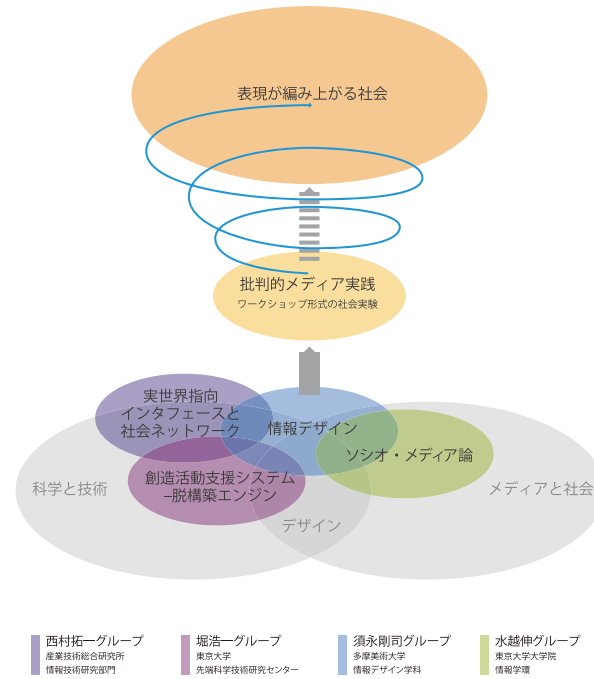 表現が編み上がる社会
批判的メディア実践
ワークショップ形式の社会実験
実世界指向
インタフェースと
社会ネットワーク
情報デザイン
ソシオ・メディア論
創造活動支援システム
–脱構築エンジン
科学と技術
メディアと社会
デザイン
西村拓一グループ
産業技術総合研究所
情報技術研究部門
堀浩一グループ
東京大学
先端科学技術研究センター
須永剛司グループ
多摩美術大学
情報デザイン学科
水越伸グループ
東京大学大学院
情報学環